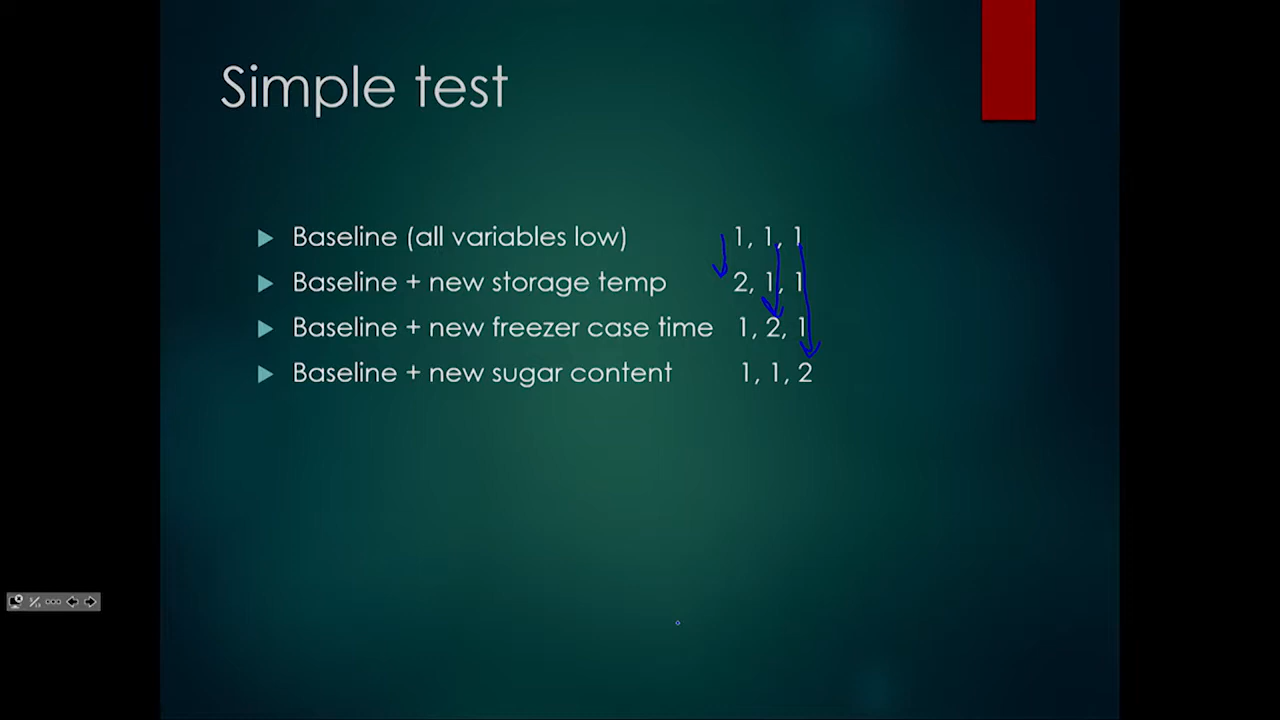 Simple test
Baseline (all variables low) 1, 1, 1
Baseline + new storage temp 2, 1, 1
Baseline + new freezer case time 1, 2, 1
Baseline + new sugar content 1, 1, 2